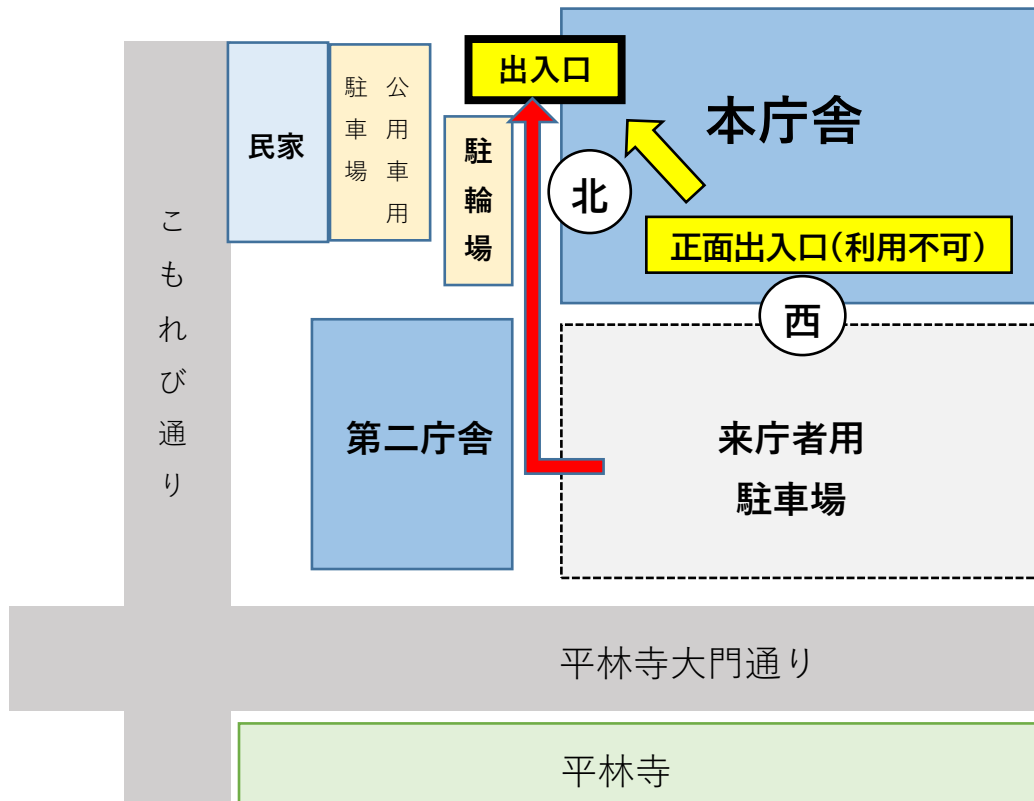 出入口
本庁舎
公用車用
駐車場
民家
駐輪場
北
正面出入口(利用不可)
西
こもれび通り
第二庁舎
来庁者用
駐車場
平林寺大門通り
平林寺